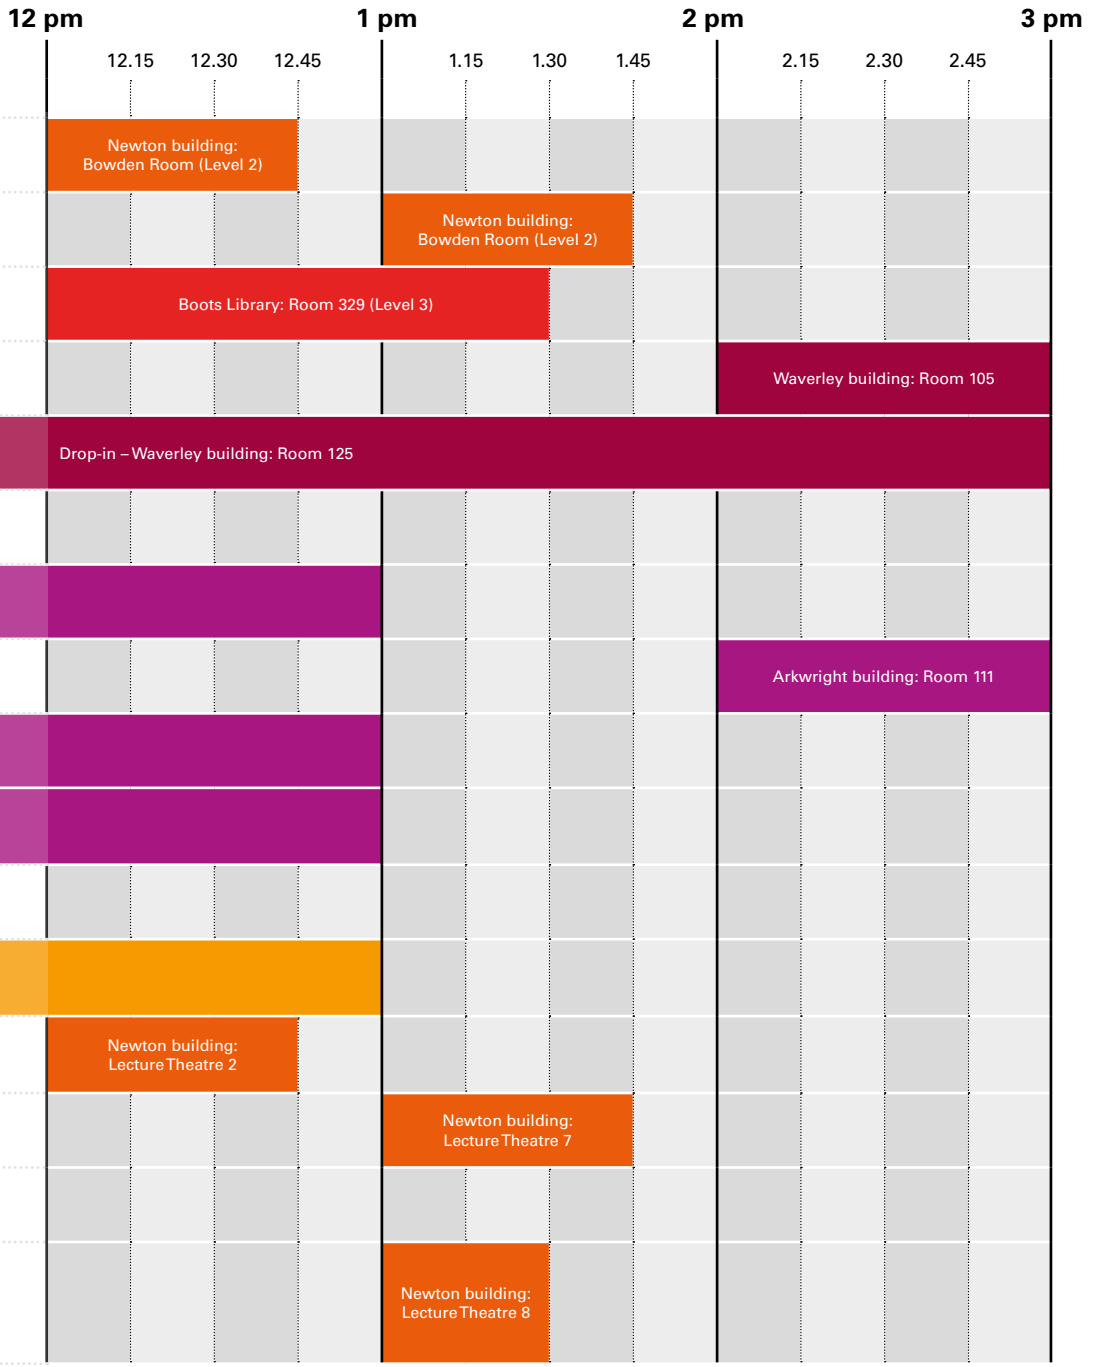 12 pm 1 pm 2 pm 3 pm
12.15 12.30 12.45 1.15 1.30 1.45 2.15 2.30 2.45
Newton building:
Bowden Room (Level 2)
Newton building:
Bowden Room (Level 2)
Boots Library: Room 329 (Level 3)
Waverley building: Room 105
Drop-in – Waverley building: Room 125
Arkwright building: Room 111
Newton building:
Lecture Theatre 2
Newton building:
Lecture Theatre 7
Newton building:
Lecture Theatre 8